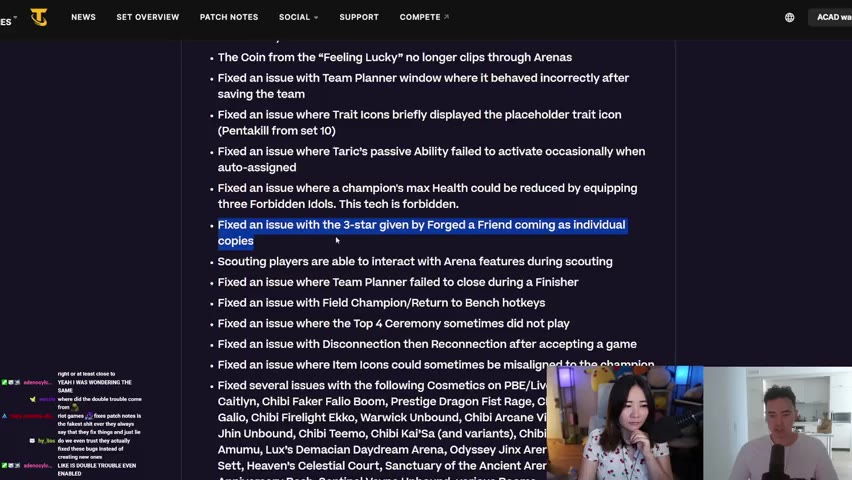 ES
NEWS
SET OVERVIEW
PATCH NOTES
SOCIAL
SUPPORT
COMPETE
ACAD wa
The Coin from the “Feeling Lucky” no longer clips through Arenas
Fixed an issue with Team Planner window where it behaved incorrectly after
saving the team
Fixed an issue where Trait Icons briefly displayed the placeholder trait icon
(Pentakill from set 10)
Fixed an issue where Taric's passive Ability failed to activate occasionally when
auto-assigned
Fixed an issue where a champion's max Health could be reduced by equipping
three Forbidden Idols. This tech is forbidden.
Fixed an issue with the 3-star given by Forged a Friend coming as individual
copies
Scouting players are able to interact with Arena features during scouting
Fixed an issue where Team Planner failed to close during a Finisher
Fixed an issue with Field Champion/Return to Bench hotkeys
Fixed an issue where the Top 4 Ceremony sometimes did not play
Fixed an issue with Disconnection then Reconnection after accepting a game
Fixed an issue where Item Icons could sometimes be misaligned to the champion
Fixed several issues with the following Cosmetics on PBE/Liv
Caitlyn, Chibi Faker Falio Boom, Prestige Dragon Fist Rage, C
Galio, Chibi Firelight Ekko, Warwick Unbound, Chibi Arcane Vi
Jhin Unbound, Chibi Teemo, Chibi Kai'Sa (and variants), Chibi
Amumu, Lux's Demacian Daydream Arena, Odyssey Jinx Aren
Sett, Heaven's Celestial Court, Sanctuary of the Ancient Aren
right or at least close to
YEAH I WAS WONDERING THE
SAME
where did the double trouble come
from
riot games fixes patch notes is
the fakest shit ever they always
say that they fix things and just lie
do we even trust they actually
fixed these bugs instead of
creating new ones
LIKE IS DOUBLE TROUBLE EVEN
ENABLED